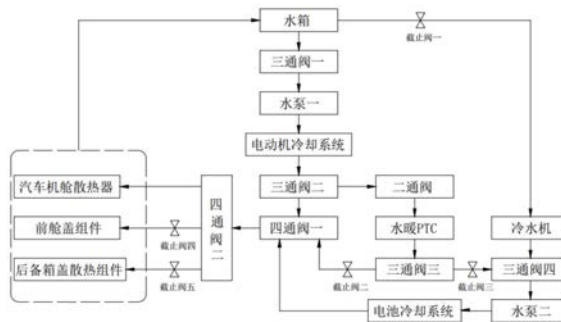 水箱
截止阀一
三通阀一
水泵一
电动机冷却系统
汽车机舱散热器
四通阀二
三通阀二
二通阀
前舱盖组件
截止阀四
四通阀一
水暖PTC
冷水机
后备箱盖散热组件
截止阀五
截止阀二
三通阀三
截止阀三
三通阀四
电池冷却系统
水泵二